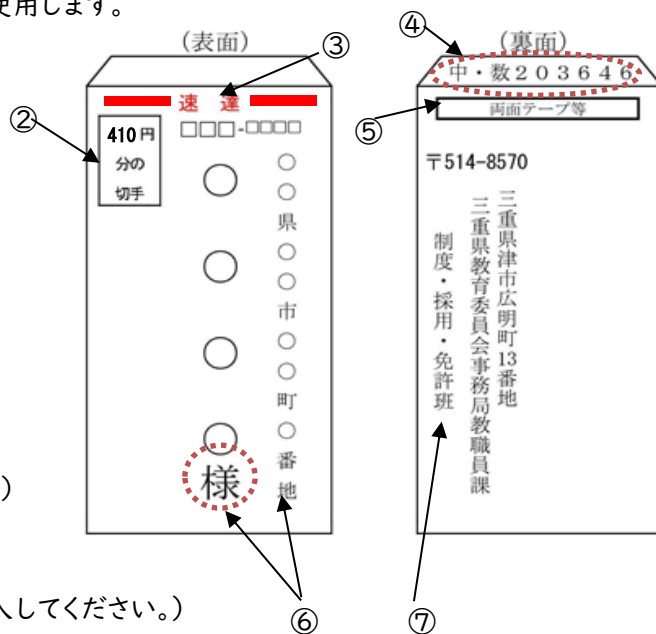 使用します。
(表面)
③
速 達
②
410円
分の
切手
□□□-□□□□
○○県○○市○○町○番地
○○○○様
⑥
④
(裏面)
中・数203646
⑤
両面テープ等
〒514-8570
三重県津市広明町13番地
三重県教育委員会事務局教職員課
制度・採用・免許班
⑦
)
入してください。)